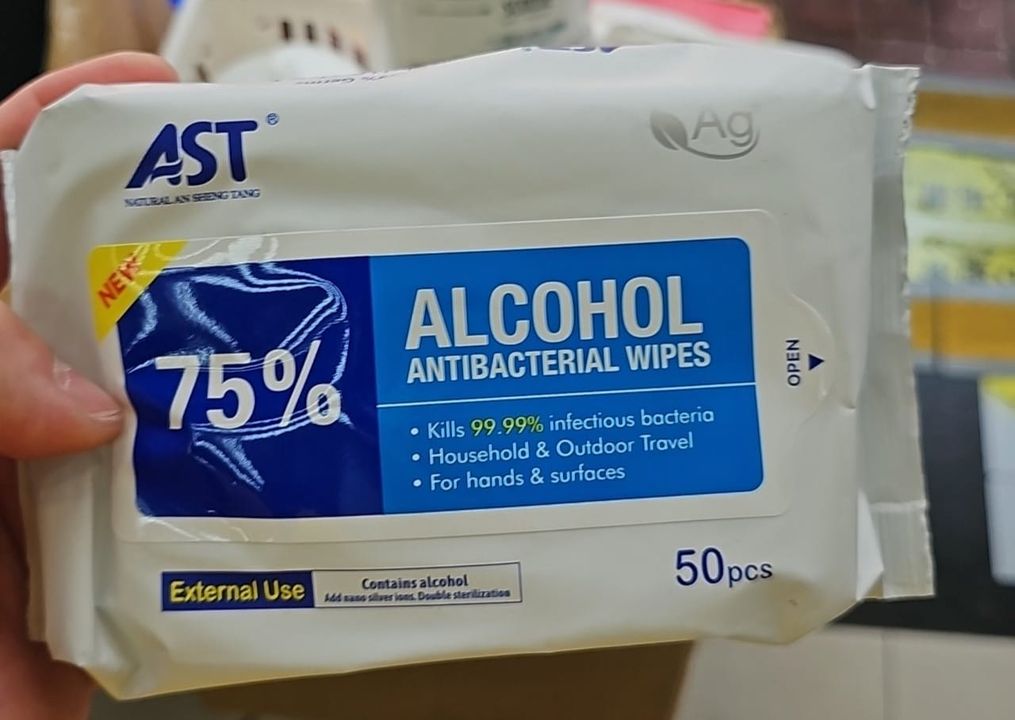 AST®
NATURAL AN SHENG TANG
Ag
NEW
75%
ALCOHOL
ANTIBACTERIAL WIPES
• Kills 99.99% infectious bacteria
• Household & Outdoor Travel
• For hands & surfaces
OPEN
External Use
Contains alcohol
Add nano silver ions. Double sterilization
50pcs